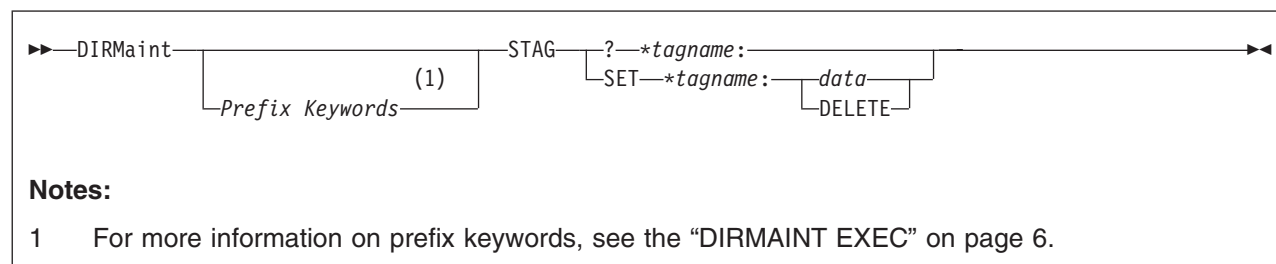 DIRMaint STAG ? *tagname:
(1) SET *tagname: data
Prefix Keywords DELETE
Notes:
1 For more information on prefix keywords, see the “DIRMAINT EXEC” on page 6.